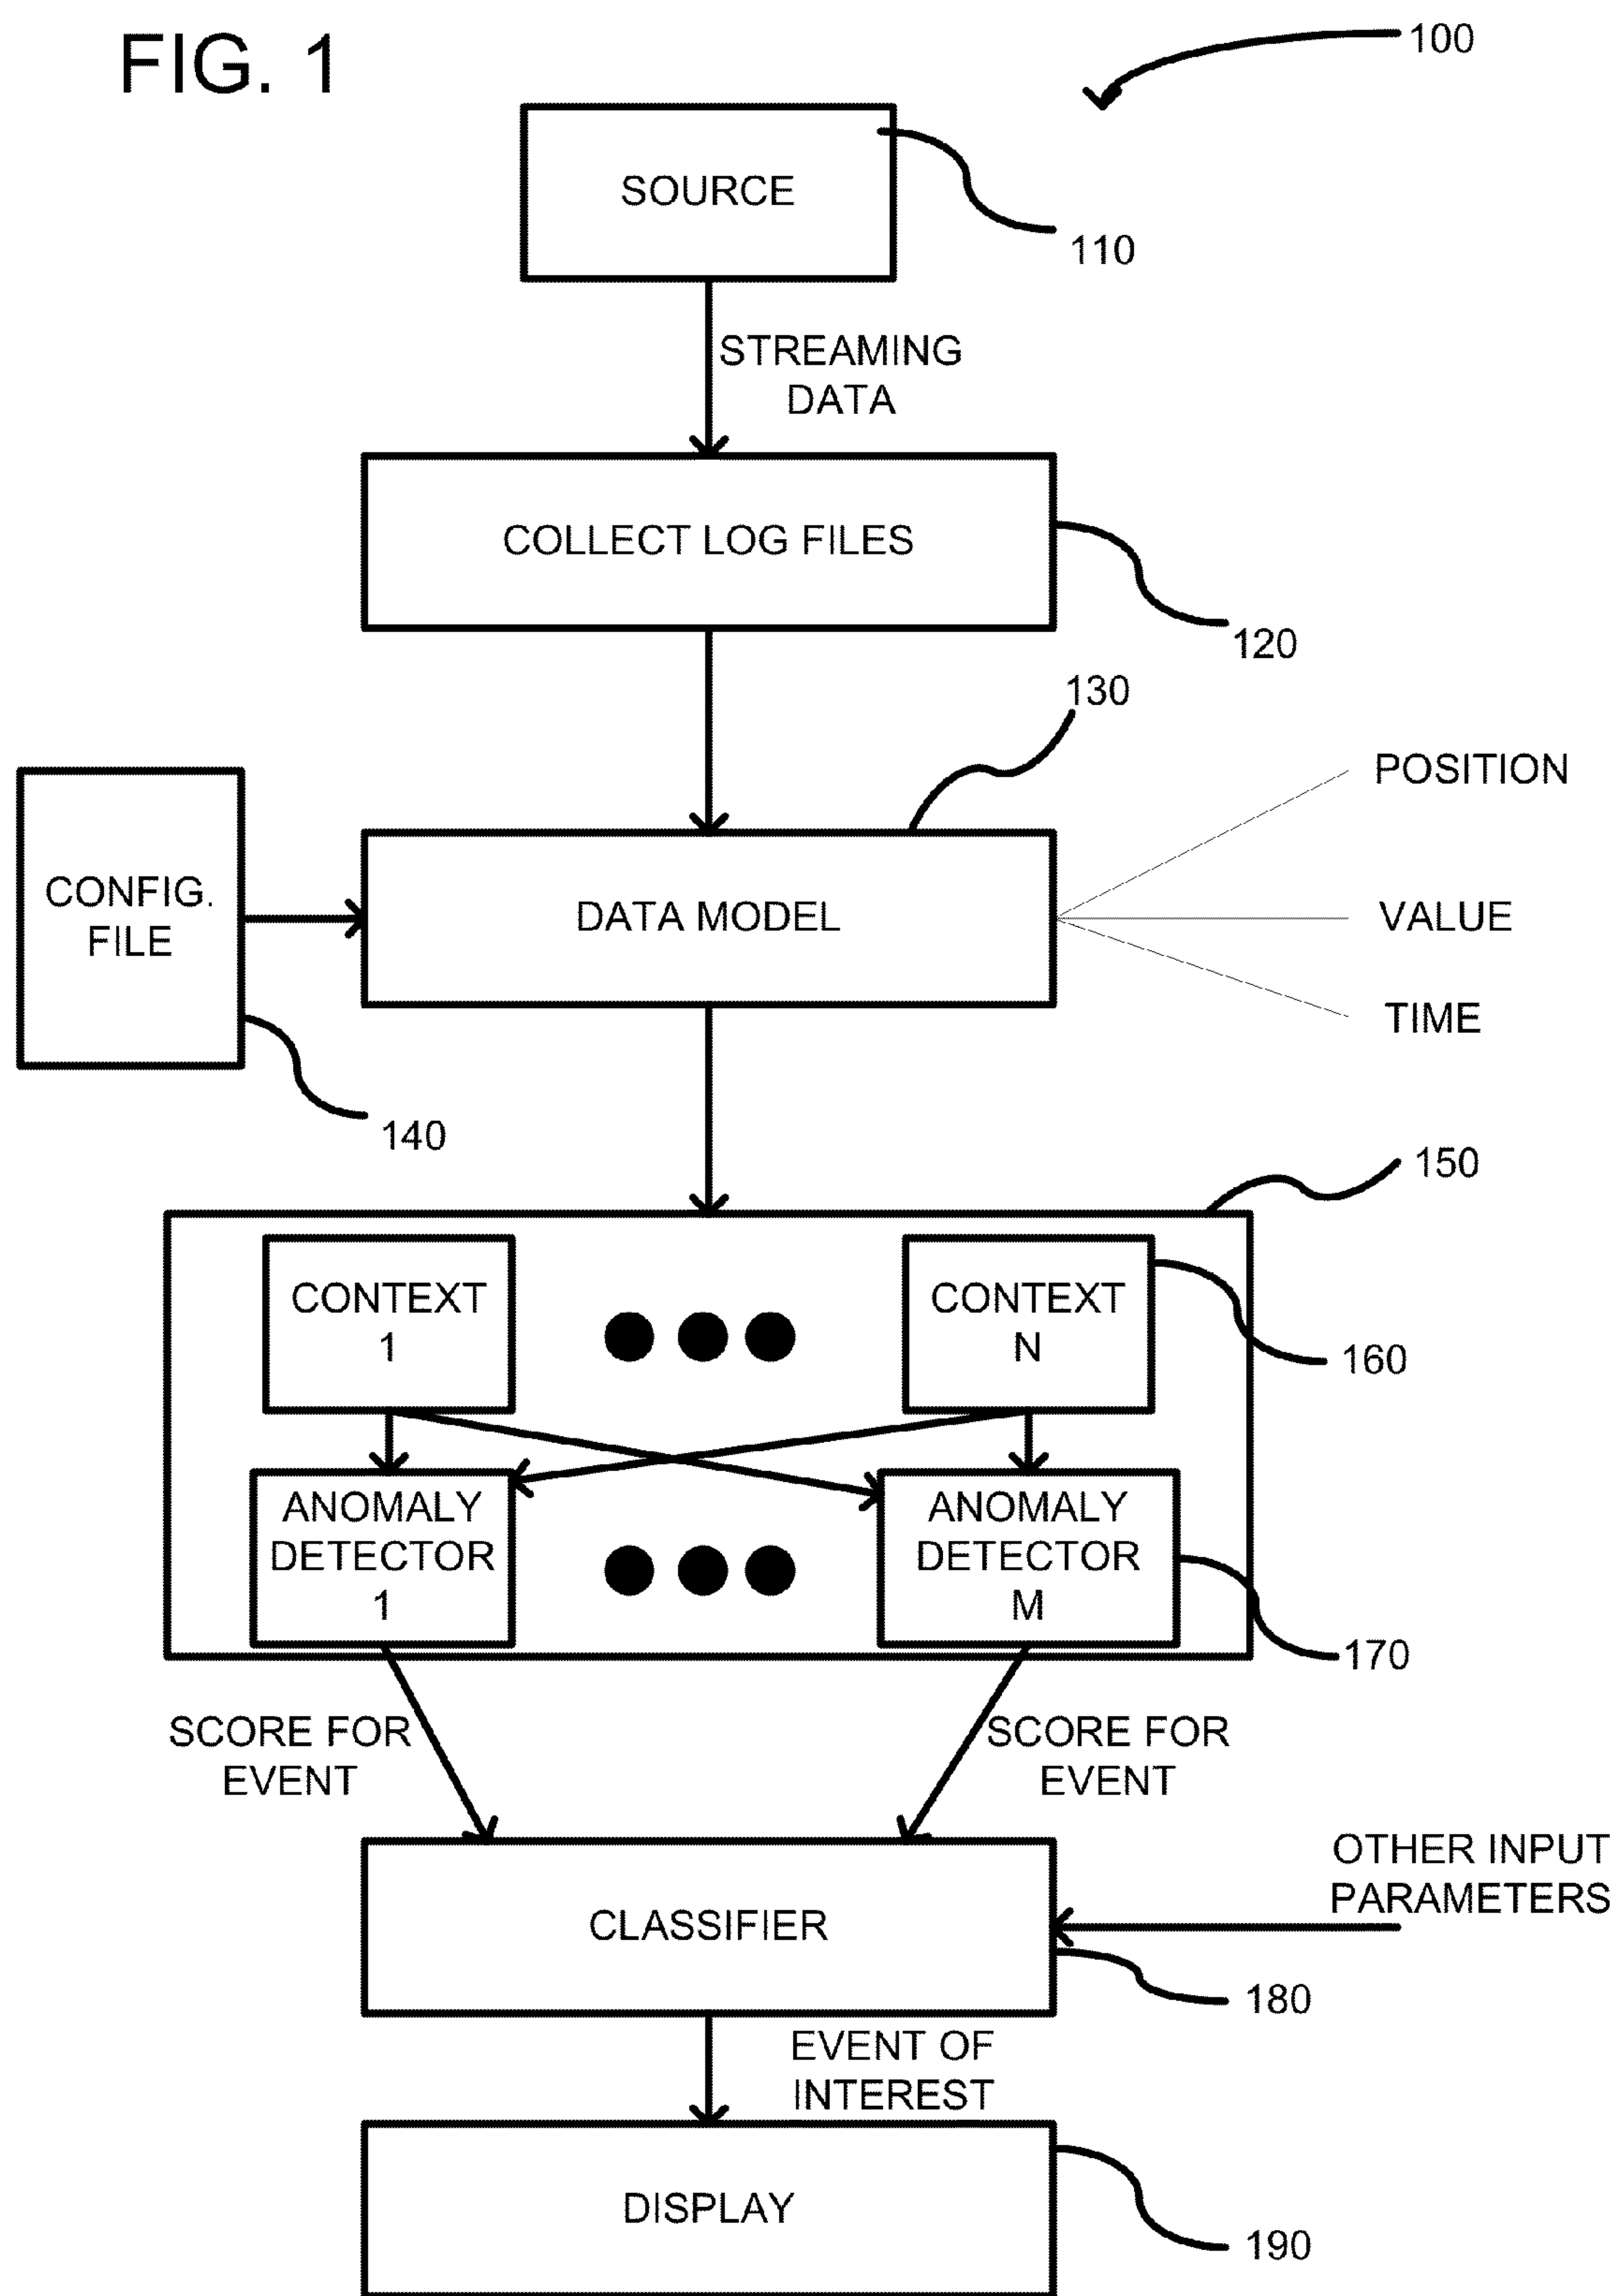 FIG. 1
100
SOURCE
110
STREAMING
DATA
COLLECT LOG FILES
120
130
POSITION
CONFIG.
FILE
DATA MODEL
VALUE
TIME
140
150
CONTEXT
1
CONTEXT
N
160
ANOMALY
DETECTOR
1
ANOMALY
DETECTOR
M
170
SCORE FOR
EVENT
SCORE FOR
EVENT
OTHER INPUT
PARAMETERS
CLASSIFIER
180
EVENT OF
INTEREST
DISPLAY
190